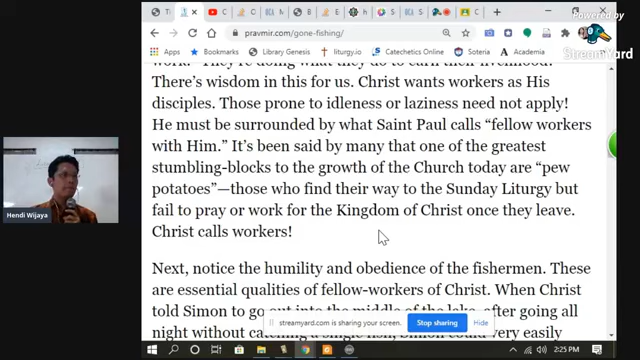 Powered by
StreamYard
pravmir.com/gone-fishing/
Apps
Bookmarks
Library Genesis
liturgy.io
Catechetics Online
Soteria
Academia
work." They're doing what they do to earn their livelihood.
There's wisdom in this for us. Christ wants workers as His
disciples. Those prone to idleness or laziness need not apply!
He must be surrounded by what Saint Paul calls “fellow workers
with Him.” It's been said by many that one of the greatest
stumbling-blocks to the growth of the Church today are “pew
potatoes”—those who find their way to the Sunday Liturgy but
fail to pray or work for the Kingdom of Christ once they leave.
Christ calls workers!
Next, notice the humility and obedience of the fishermen. These
are essential qualities of fellow-workers of Christ. When Christ
told Simon to go out into the middle of the lake, after going all
night without catching a single fish, Simon could very easily
streamyard.com is sharing your screen.
Stop sharing
Hide
Hendi Wijaya
2:25 PM